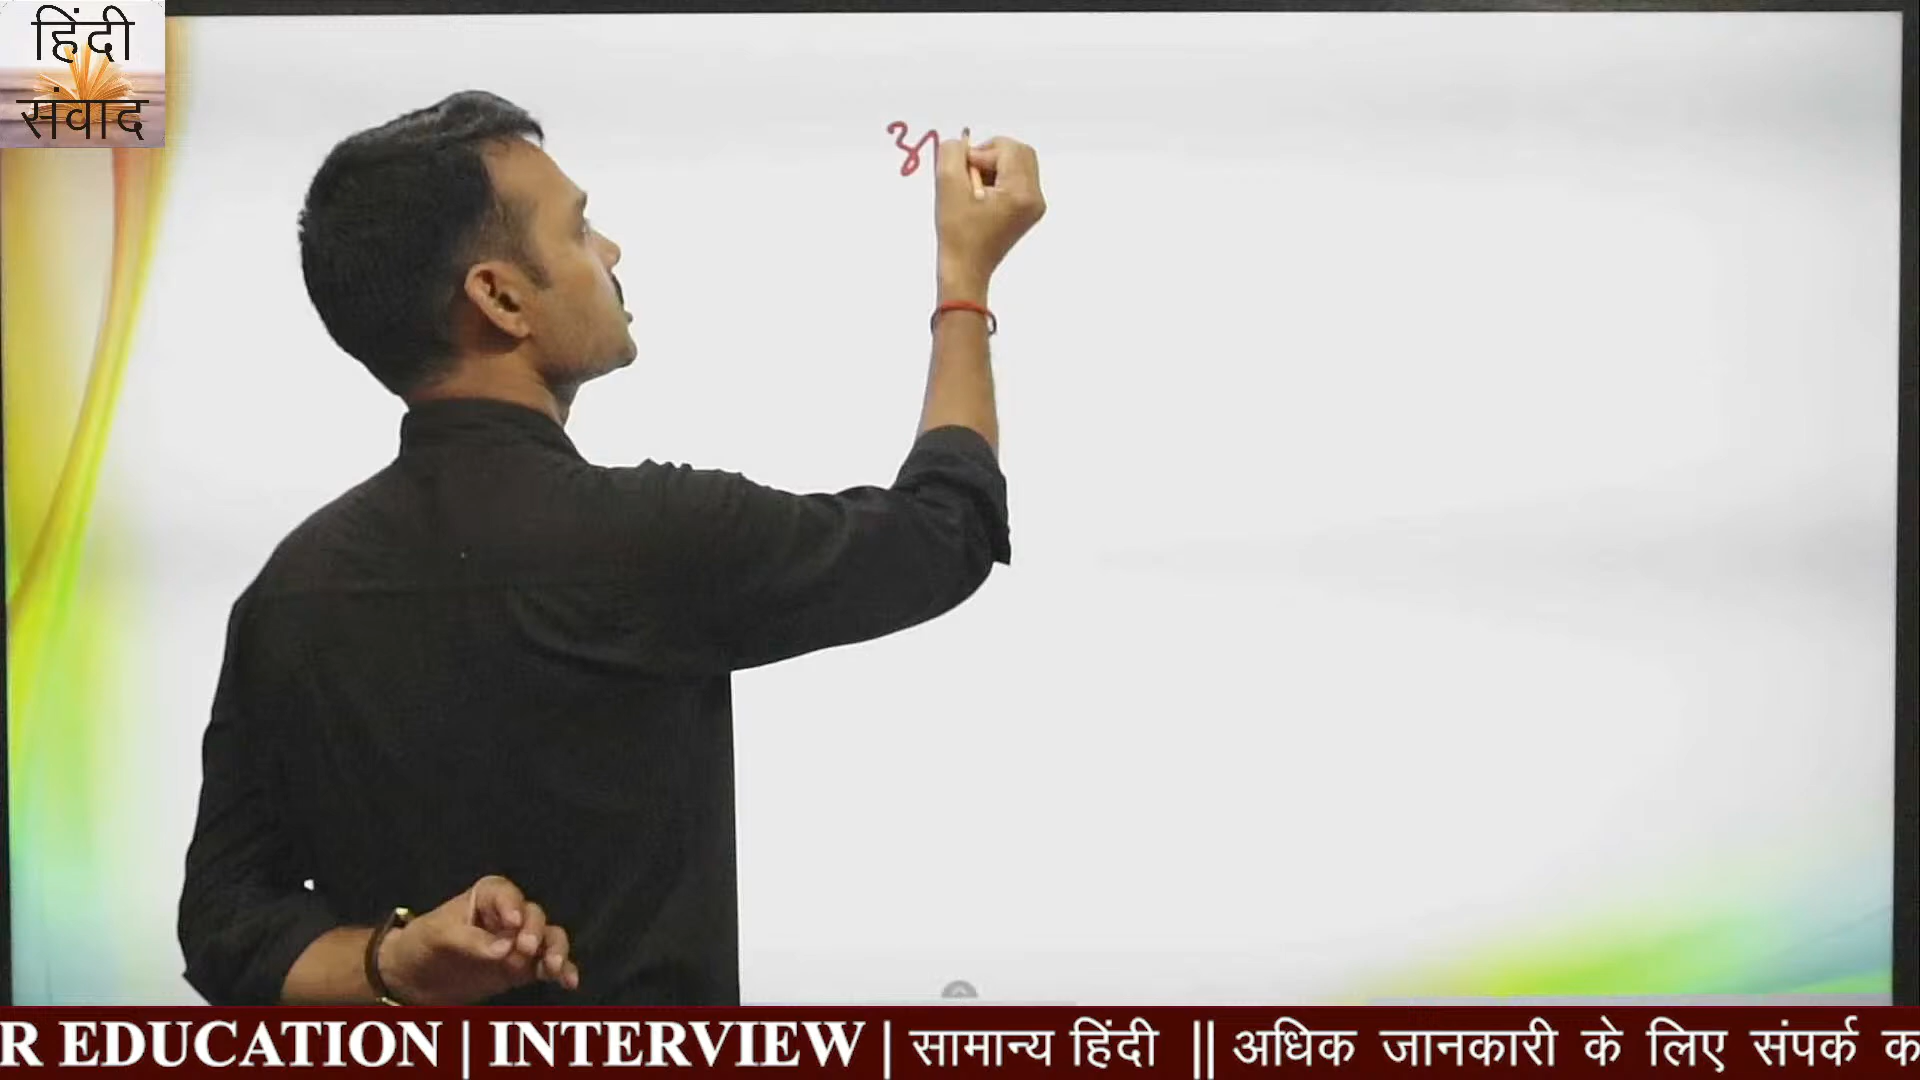 हिंदी
संवाद
अ
R EDUCATION | INTERVIEW | सामान्य हिंदी || अधिक जानकारी के लिए संपर्क क